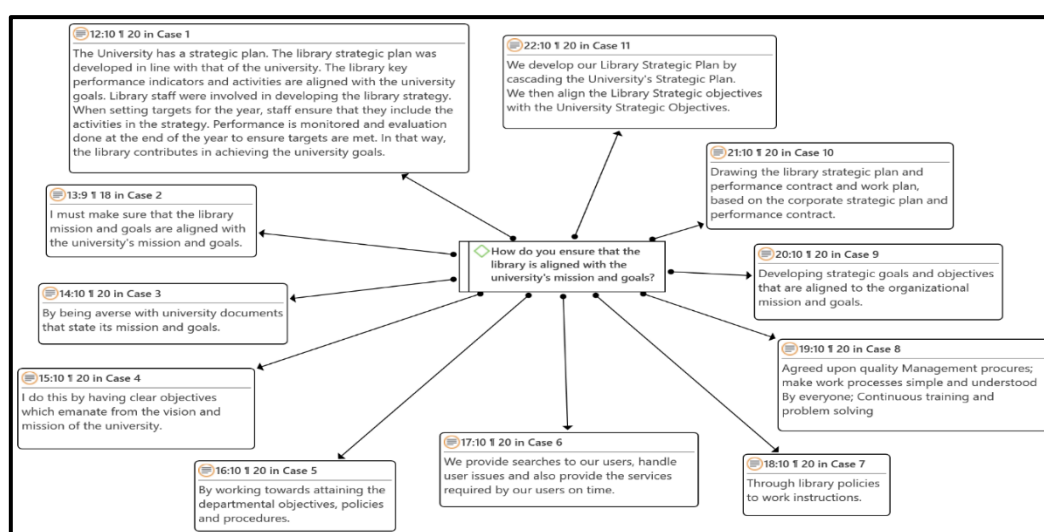 12:10 ¶ 20 in Case 1
The University has a strategic plan. The library strategic plan was
developed in line with that of the university. The library key
performance indicators and activities are aligned with the university
goals. Library staff were involved in developing the library strategy.
When setting targets for the year, staff ensure that they include the
activities in the strategy. Performance is monitored and evaluation
done at the end of the year to ensure targets are met. In that way,
the library contributes in achieving the university goals.
22:10 ¶ 20 in Case 11
We develop our Library Strategic Plan by
cascading the University's Strategic Plan.
We then align the Library Strategic objectives
with the University Strategic Objectives.
21:10 ¶ 20 in Case 10
Drawing the library strategic plan and
performance contract and work plan,
based on the corporate strategic plan and
performance contract.
13:9 ¶ 18 in Case 2
I must make sure that the library
mission and goals are aligned with
the university's mission and goals.
How do you ensure that the
library is aligned with the
university's mission and goals?
20:10 ¶ 20 in Case 9
Developing strategic goals and objectives
that are aligned to the organizational
mission and goals.
14:10 ¶ 20 in Case 3
By being averse with university documents
that state its mission and goals.
19:10 ¶ 20 in Case 8
Agreed upon quality Management procures;
make work processes simple and understood
By everyone; Continuous training and
problem solving
15:10 ¶ 20 in Case 4
I do this by having clear objectives
which emanate from the vision and
mission of the university.
17:10 ¶ 20 in Case 6
We provide searches to our users, handle
user issues and also provide the services
required by our users on time.
18:10 ¶ 20 in Case 7
Through library policies
to work instructions.
16:10 ¶ 20 in Case 5
By working towards attaining the
departmental objectives, policies
and procedures.